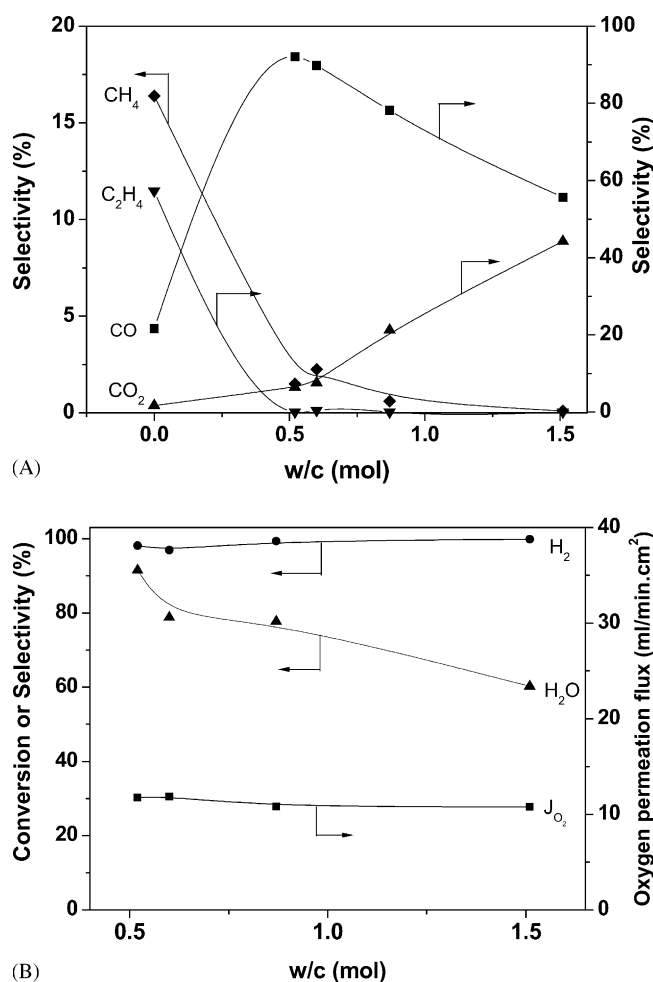 20
15
10
5
0
Selectivity (%)
CH4
C2H4
CO
CO2
100
80
60
40
20
0
Selectivity (%)
0.0
0.5
1.0
1.5
w/c (mol)
(A)
100
80
60
40
30
0
Conversion or Selectivity (%)
H2
H2O
JO2
40
30
20
10
0
Oxygen permeation flux (ml/min.cm2)
0.5
1.0
1.5
w/c (mol)
(B)